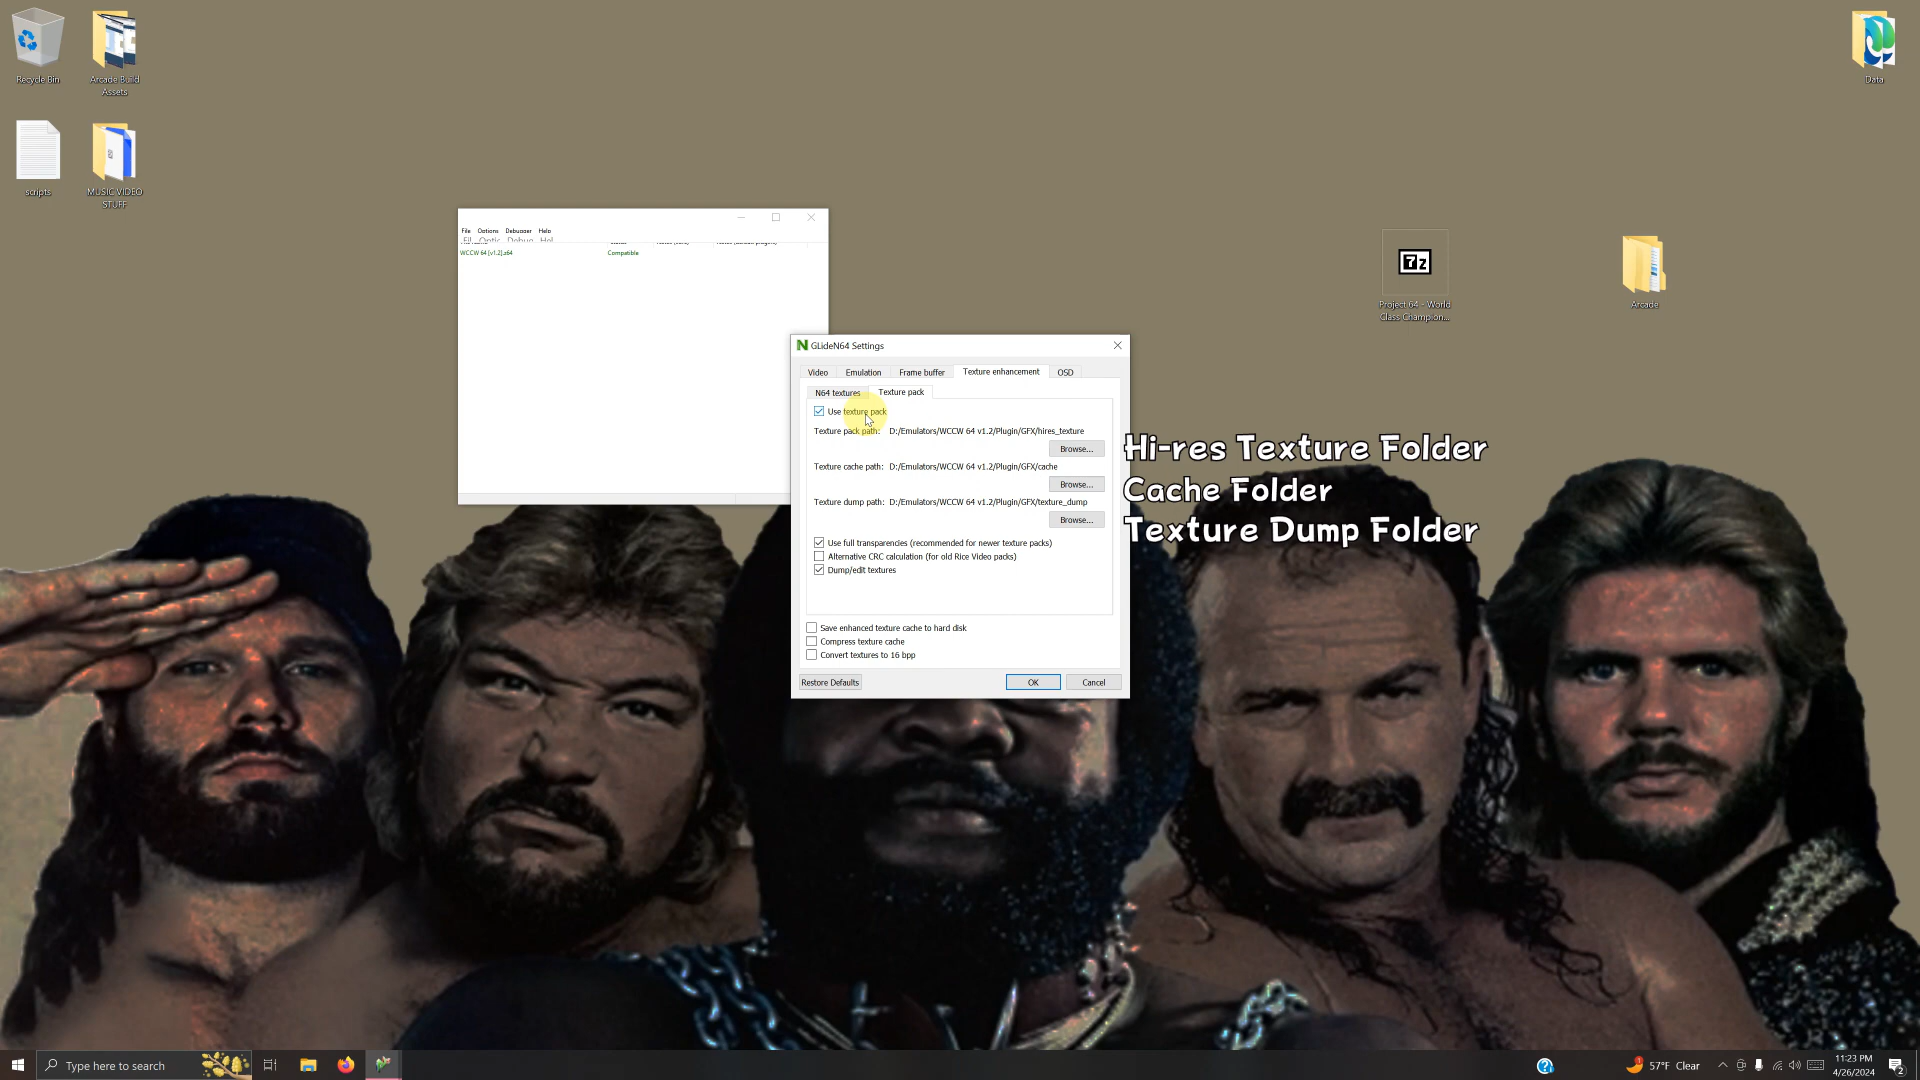 Recycle Bin
Arcade Build
Assets
scripts
MUSIC VIDEO
STUFF
Data
Project 64 - World
Class Champion...
Arcade
File Options Debugger Help
WCCW 64 [v1.2].z64 Compatible
GLideN64 Settings
Video Emulation Frame buffer Texture enhancement OSD
N64 textures Texture pack
Use texture pack
Texture pack path: D:/Emulators/WCCW 64 v1.2/Plugin/GFX/hires_texture
Browse...
Texture cache path: D:/Emulators/WCCW 64 v1.2/Plugin/GFX/cache
Browse...
Texture dump path: D:/Emulators/WCCW 64 v1.2/Plugin/GFX/texture_dump
Browse...
Use full transparencies (recommended for newer texture packs)
Alternative CRC calculation (for old Rice Video packs)
Dump/edit textures
Save enhanced texture cache to hard disk
Compress texture cache
Convert textures to 16 bpp
Restore Defaults OK Cancel
Hi-res Texture Folder
Cache Folder
Texture Dump Folder
Type here to search
57°F Clear
11:23 PM
4/26/2024
2